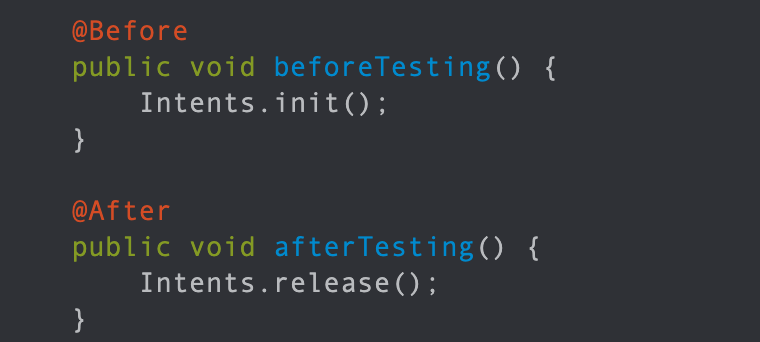 @Before
public void beforeTesting() {
    Intents.init();
}

@After
public void afterTesting() {
    Intents.release();
}